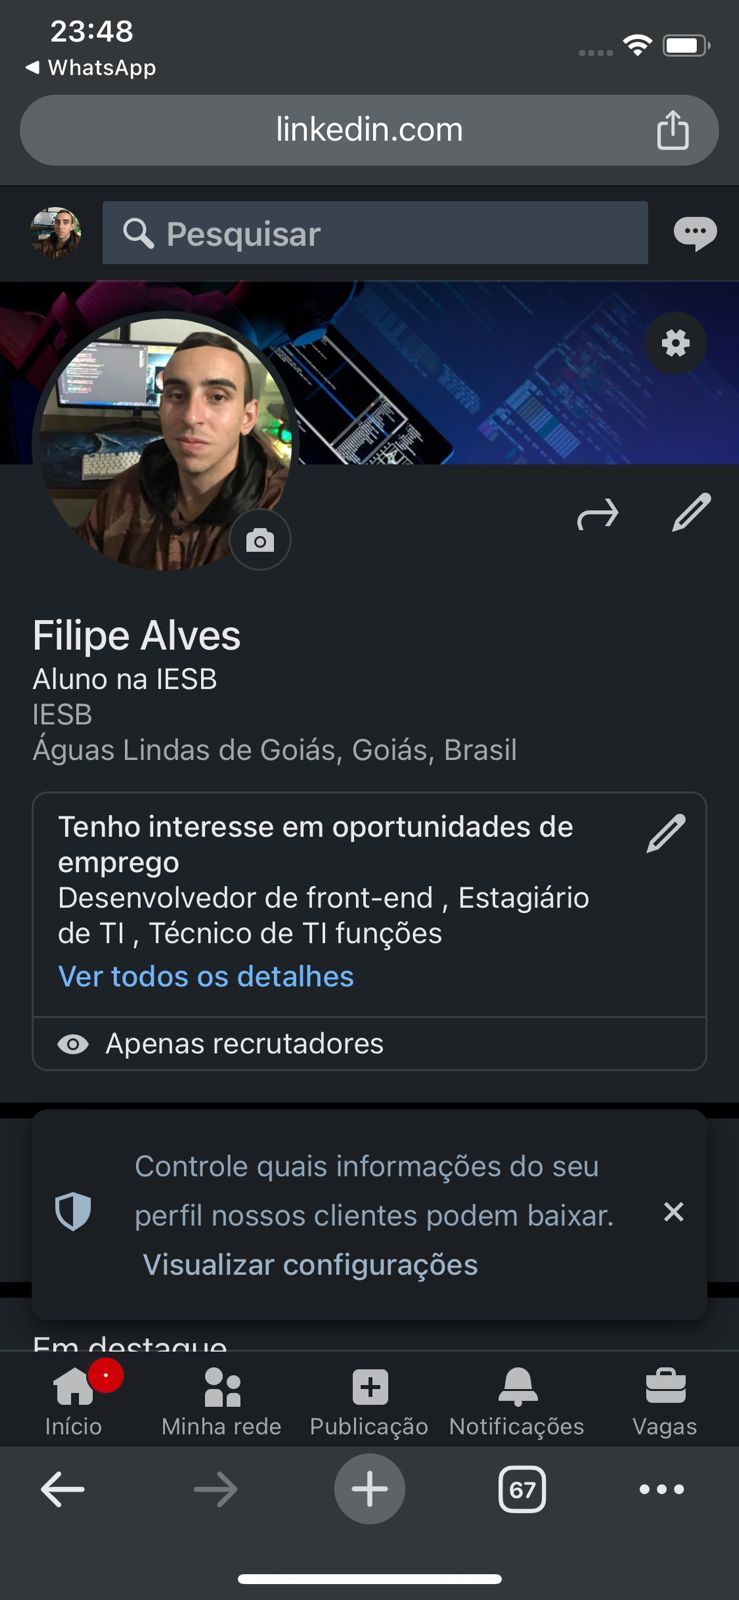 23:48
WhatsApp
linkedin.com
Pesquisar
Filipe Alves
Aluno na IESB
IESB
Águas Lindas de Goiás, Goiás, Brasil
Tenho interesse em oportunidades de
emprego
Desenvolvedor de front-end , Estagiário
de TI , Técnico de TI funções
Ver todos os detalhes
Apenas recrutadores
Controle quais informações do seu
perfil nossos clientes podem baixar.
Visualizar configurações
Em destaque
Início
Minha rede
Publicação
Notificações
Vagas
67